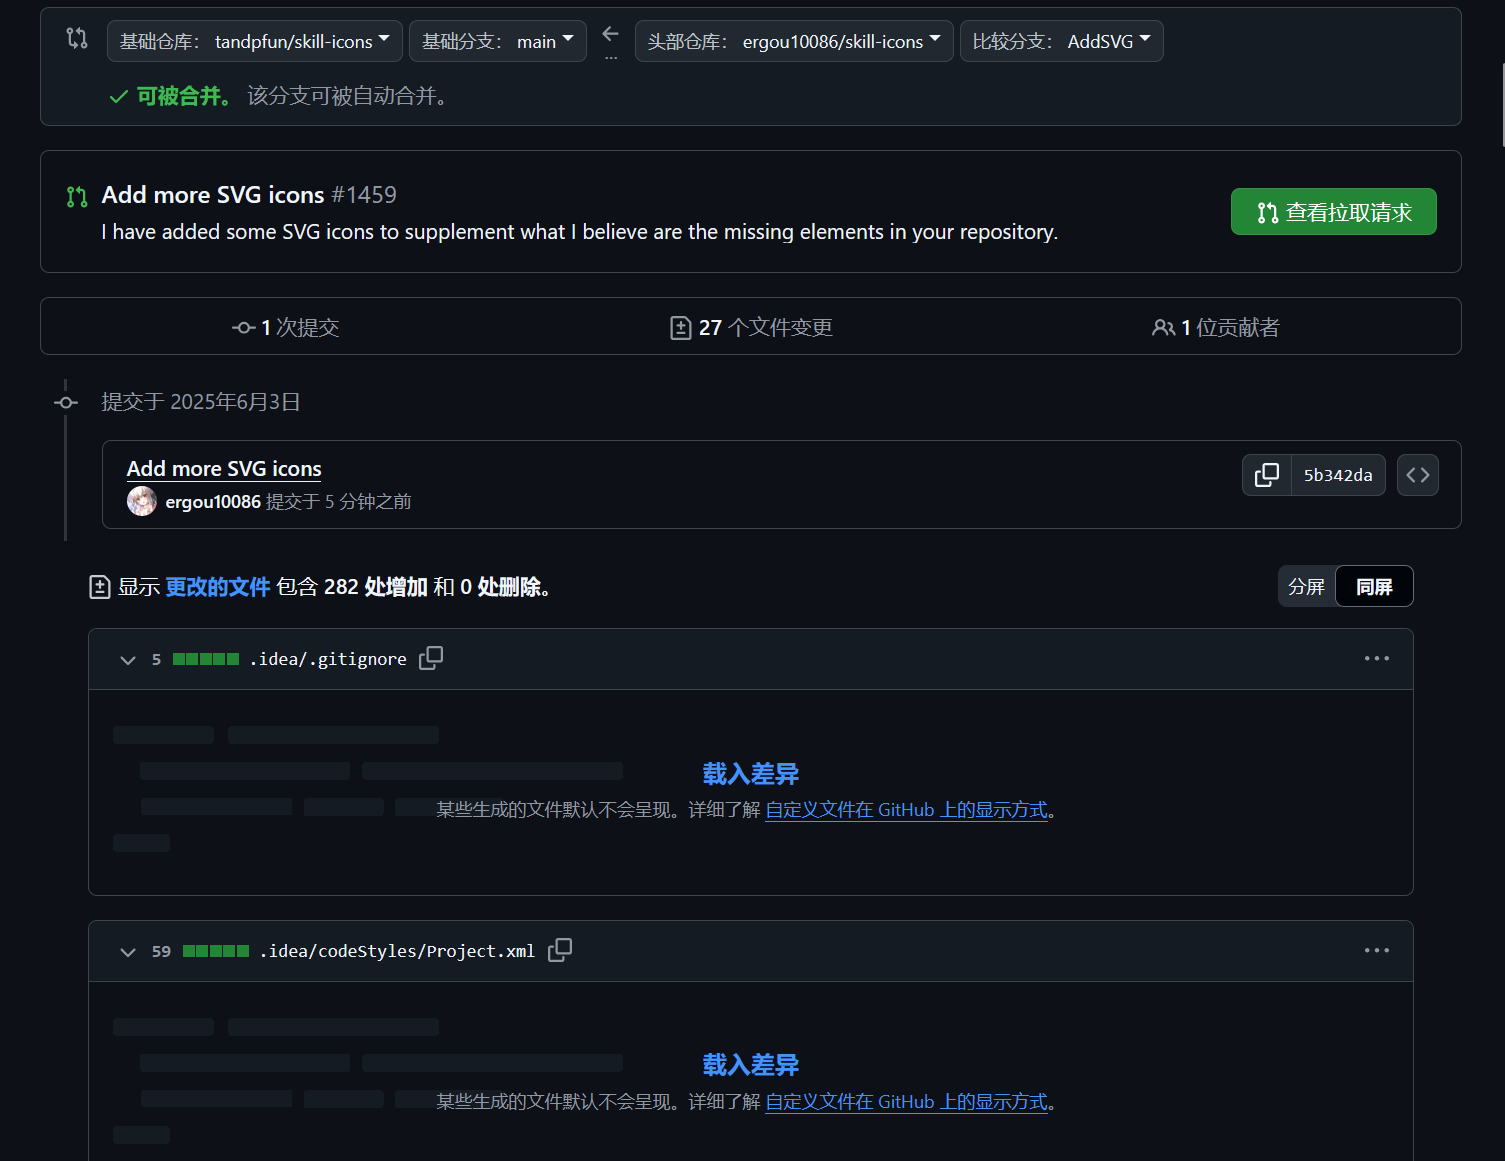 基础仓库： tandpfun/skill-icons 基础分支： main 头部仓库： ergou10086/skill-icons 比较分支： AddSVG
...
可被合并。 该分支可被自动合并。
Add more SVG icons #1459
I have added some SVG icons to supplement what I believe are the missing elements in your repository.
查看拉取请求
1 次提交 27 个文件变更 1 位贡献者
提交于 2025年6月3日
Add more SVG icons
ergou10086 提交于 5 分钟之前
5b342da
显示 更改的文件 包含 282 处增加 和 0 处删除。
分屏 同屏
5 .idea/.gitignore
载入差异
某些生成的文件默认不会呈现。详细了解 自定义文件在 GitHub 上的显示方式。
59 .idea/codeStyles/Project.xml
载入差异
某些生成的文件默认不会呈现。详细了解 自定义文件在 GitHub 上的显示方式。